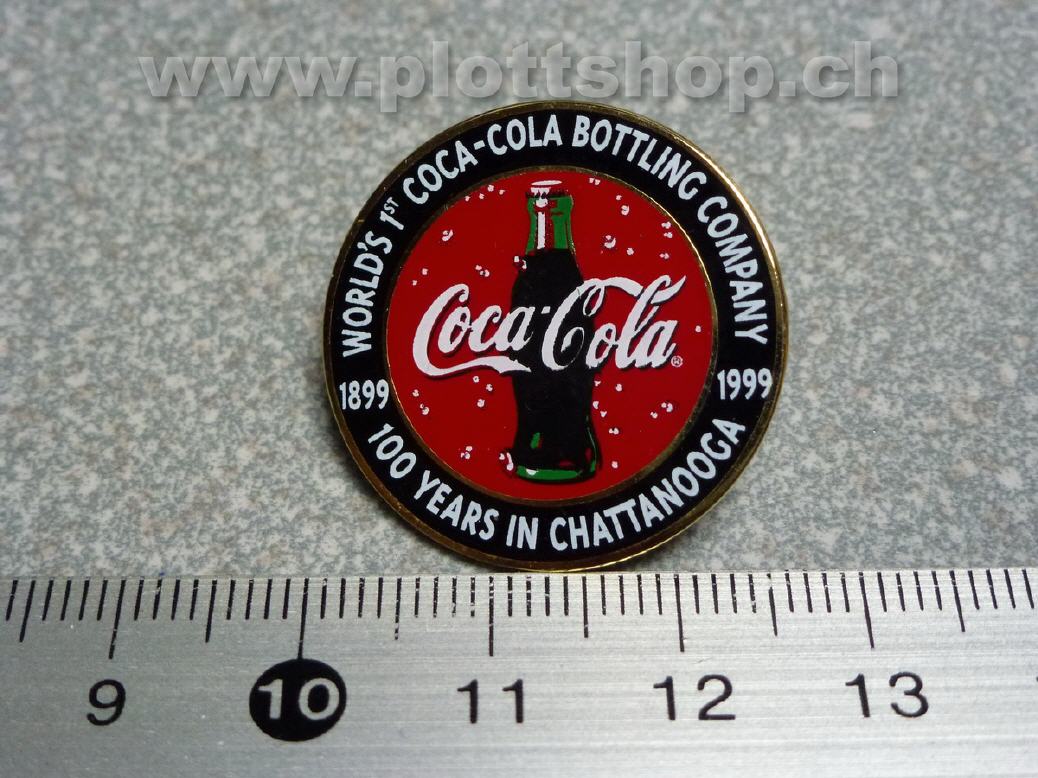 www.plottshop.ch
WORLD'S 1ST COCA-COLA BOTTLING COMPANY
Coca-Cola®
1899 1999
100 YEARS IN CHATTANOOGA
9 10 11 12 13